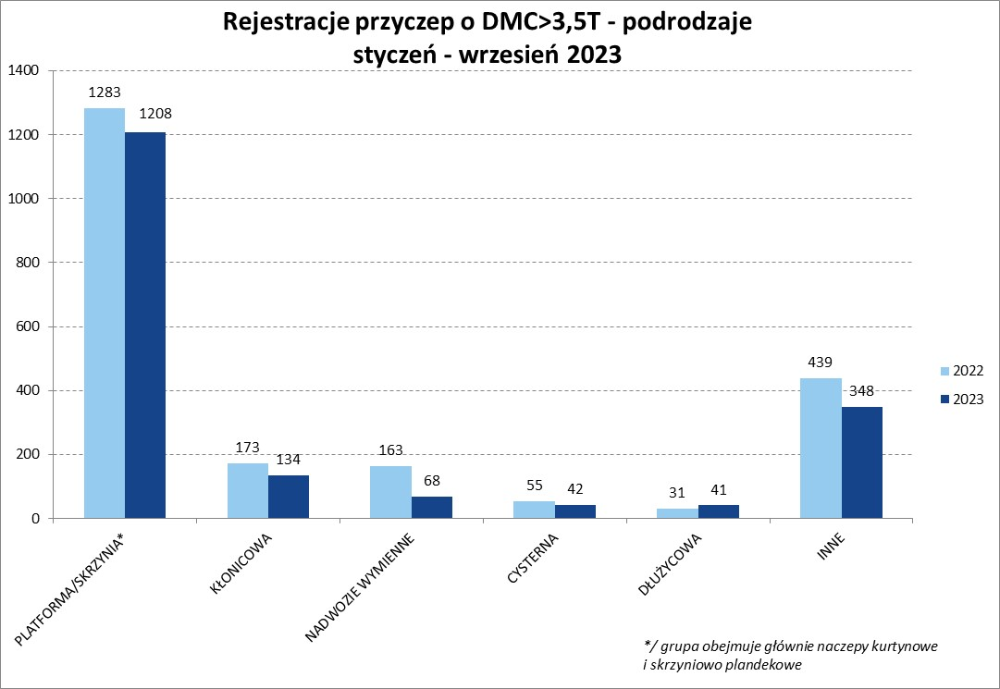 Rejestracje przyczep o DMC>3,5T - podrodzaje
styczeń - wrzesień 2023
1400
1200
1000
800
600
400
200
0
1283
1208
173
134
163
68
55
42
31
41
439
348
PLATFORMA/SKRZYNIA*
KŁONICOWA
NADWOZIE WYMIENNE
CYSTERNA
DŁUŻYCOWA
INNE
2022
2023
*/ grupa obejmuje głównie naczepy kurtynowe
i skrzyniowo plandekowe